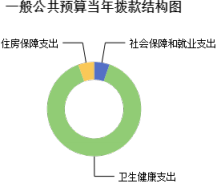 一般公共预算当年拨款结构图
住房保障支出
社会保障和就业支出
卫生健康支出